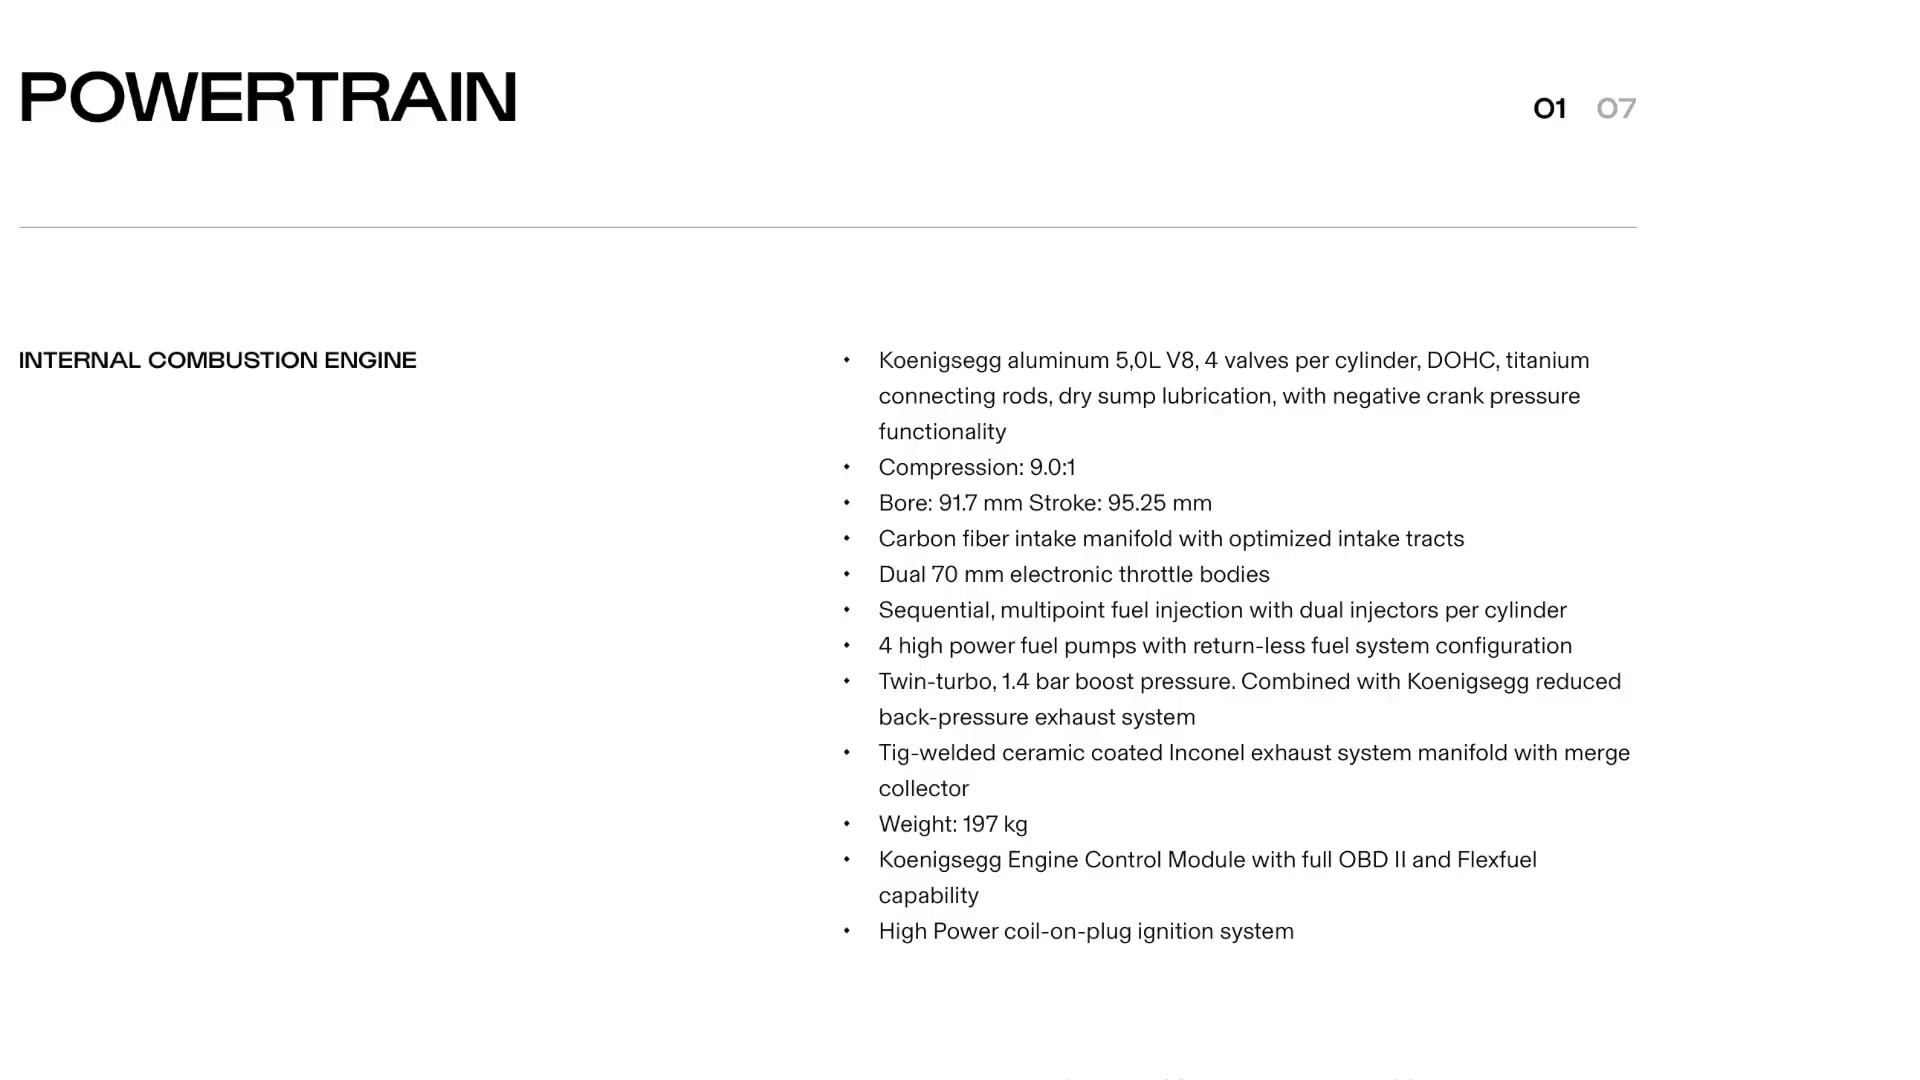 POWERTRAIN
01 07
INTERNAL COMBUSTION ENGINE
• Koenigsegg aluminum 5,0L V8, 4 valves per cylinder, DOHC, titanium
connecting rods, dry sump lubrication, with negative crank pressure
functionality
• Compression: 9.0:1
• Bore: 91.7 mm Stroke: 95.25 mm
• Carbon fiber intake manifold with optimized intake tracts
• Dual 70 mm electronic throttle bodies
• Sequential, multipoint fuel injection with dual injectors per cylinder
• 4 high power fuel pumps with return-less fuel system configuration
• Twin-turbo, 1.4 bar boost pressure. Combined with Koenigsegg reduced
back-pressure exhaust system
• Tig-welded ceramic coated Inconel exhaust system manifold with merge
collector
• Weight: 197 kg
• Koenigsegg Engine Control Module with full OBD II and Flexfuel
capability
• High Power coil-on-plug ignition system